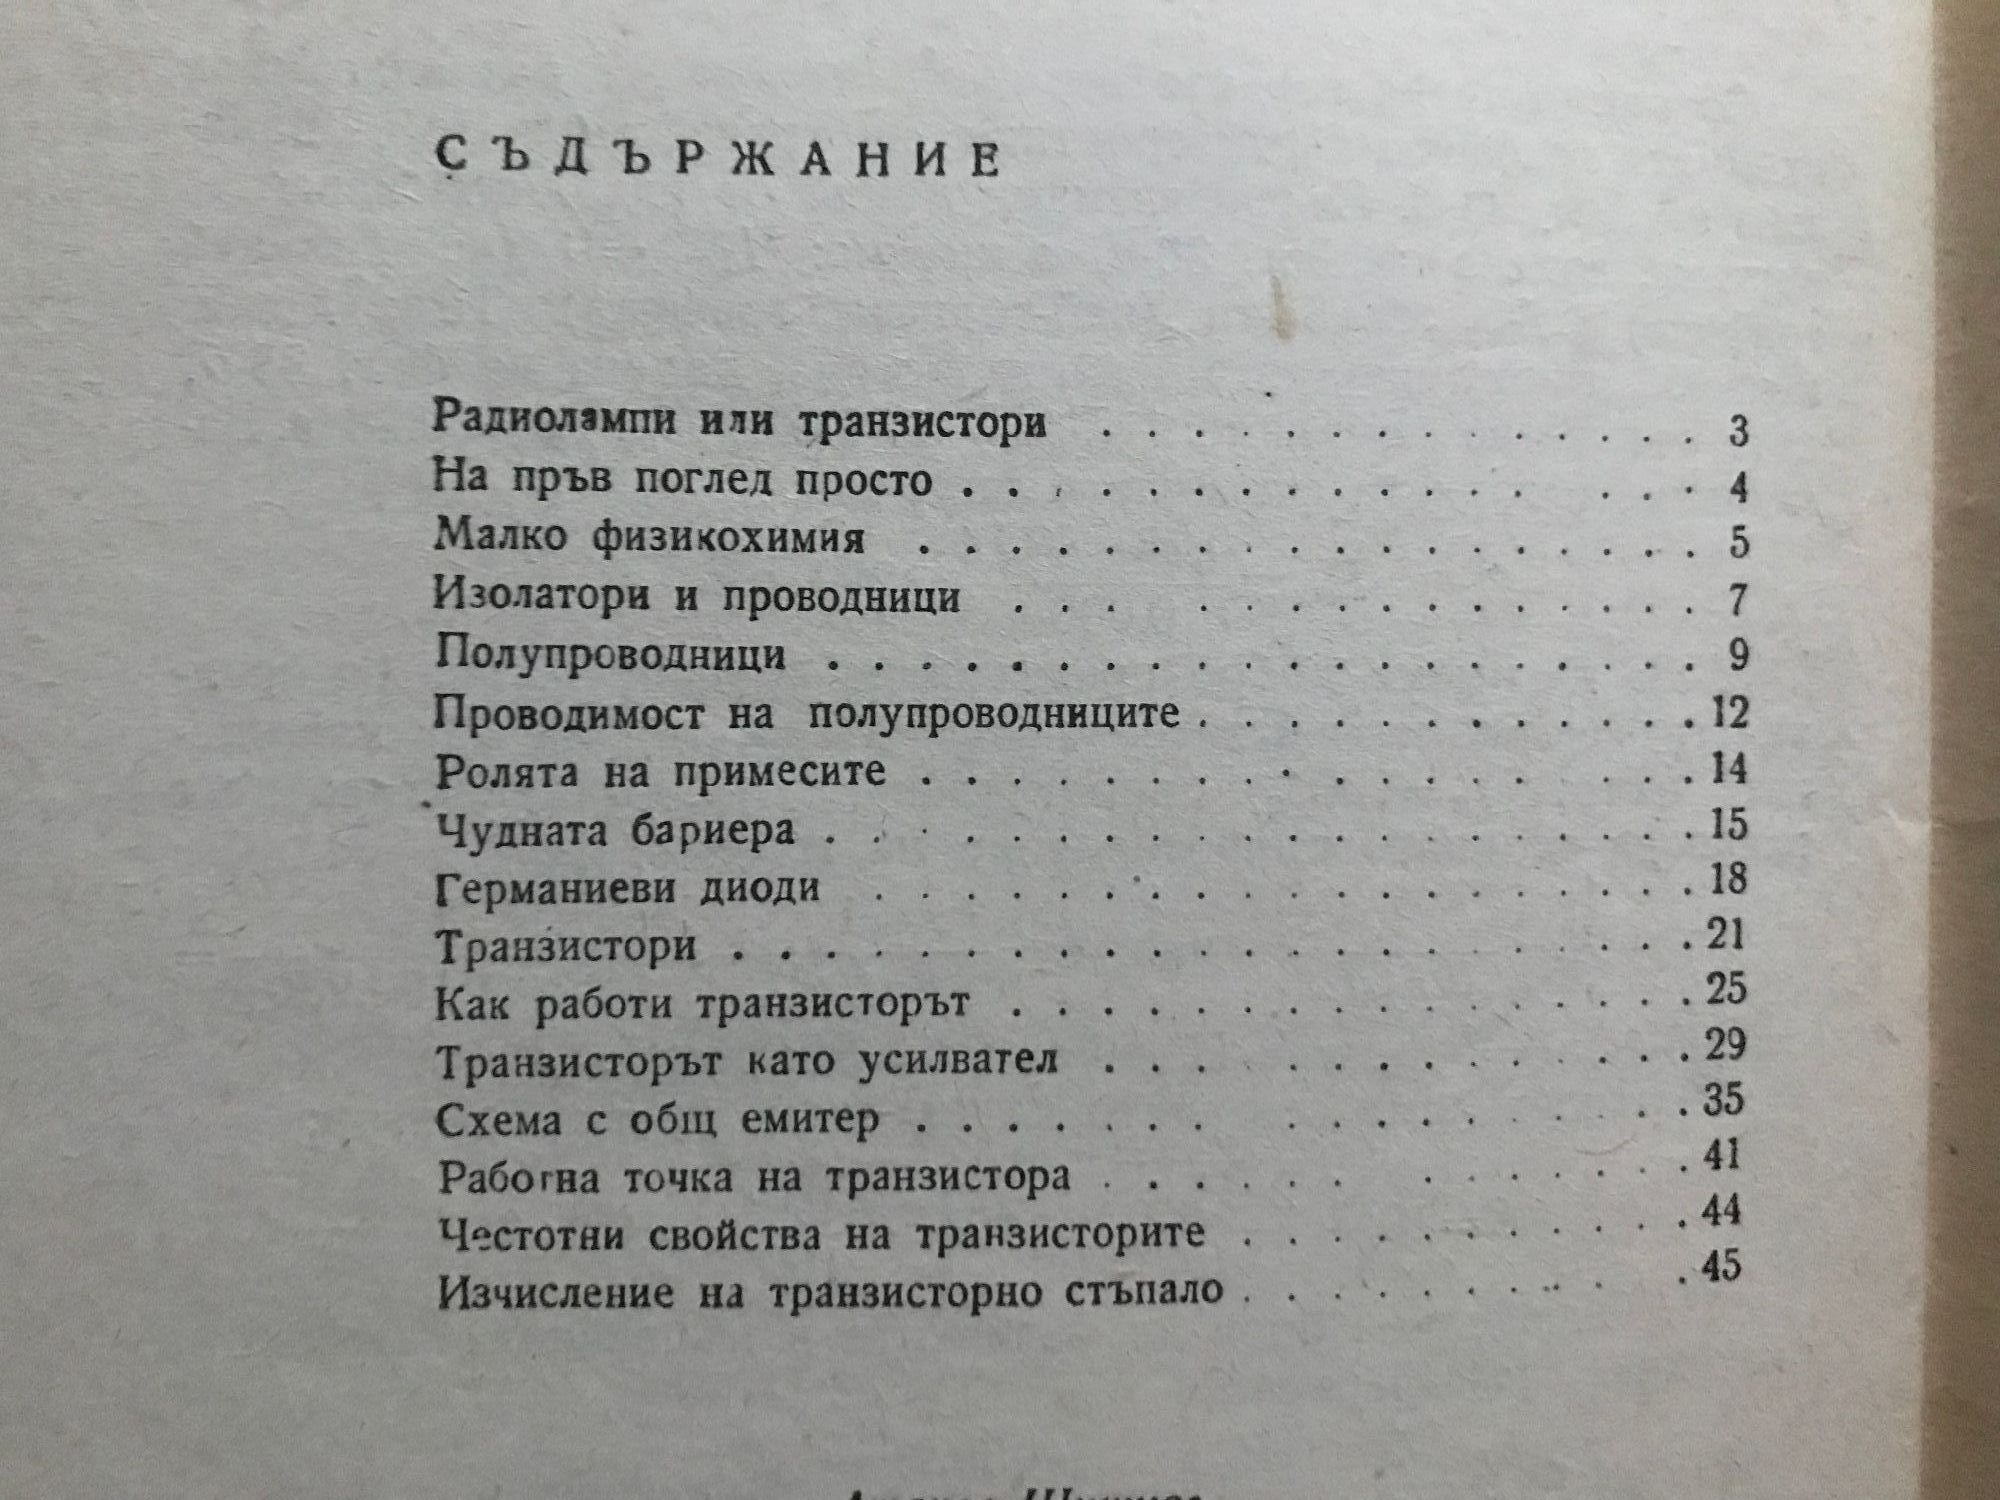 СЪДЪРЖАНИЕ
Радиолампи или транзистори . . . . . . . . . . . . . . 3
На пръв поглед просто . . . . . . . . . . . . . . . . 4
Малко физикохимия . . . . . . . . . . . . . . . . . . 5
Изолатори и проводници . . . . . . . . . . . . . . 7
Полупроводници . . . . . . . . . . . . . . . . . . . . 9
Проводимост на полупроводниците . . . . . . . . . . . . 12
Ролята на примесите . . . . . . . . . . . . . . . . . 14
Чудната бариера . . . . . . . . . . . . . . . . . . . 15
Германиеви диоди . . . . . . . . . . . . . . . . . . 18
Транзистори . . . . . . . . . . . . . . . . . . . . . 21
Как работи транзисторът . . . . . . . . . . . . . . . 25
Транзисторът като усилвател . . . . . . . . . . . . 29
Схема с общ емитер . . . . . . . . . . . . . . . . 35
Работна точка на транзистора . . . . . . . . . . . . 41
Честотни свойства на транзисторите . . . . . . . . . . 44
Изчисление на транзисторно стъпало . . . . . . . . . 45